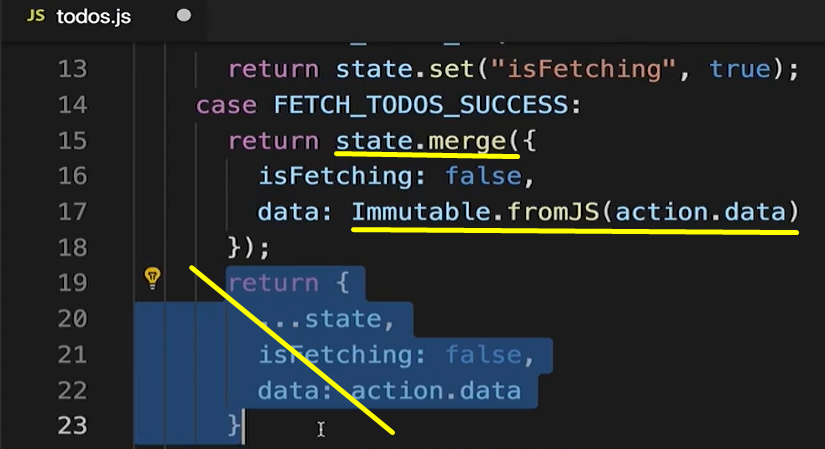 JS todos.js
13 return state.set("isFetching", true);
14 case FETCH_TODOS_SUCCESS:
15 return state.merge({
16 isFetching: false,
17 data: Immutable.fromJS(action.data)
18 });
19 return {
20 ...state,
21 isFetching: false,
22 data: action.data
23 }